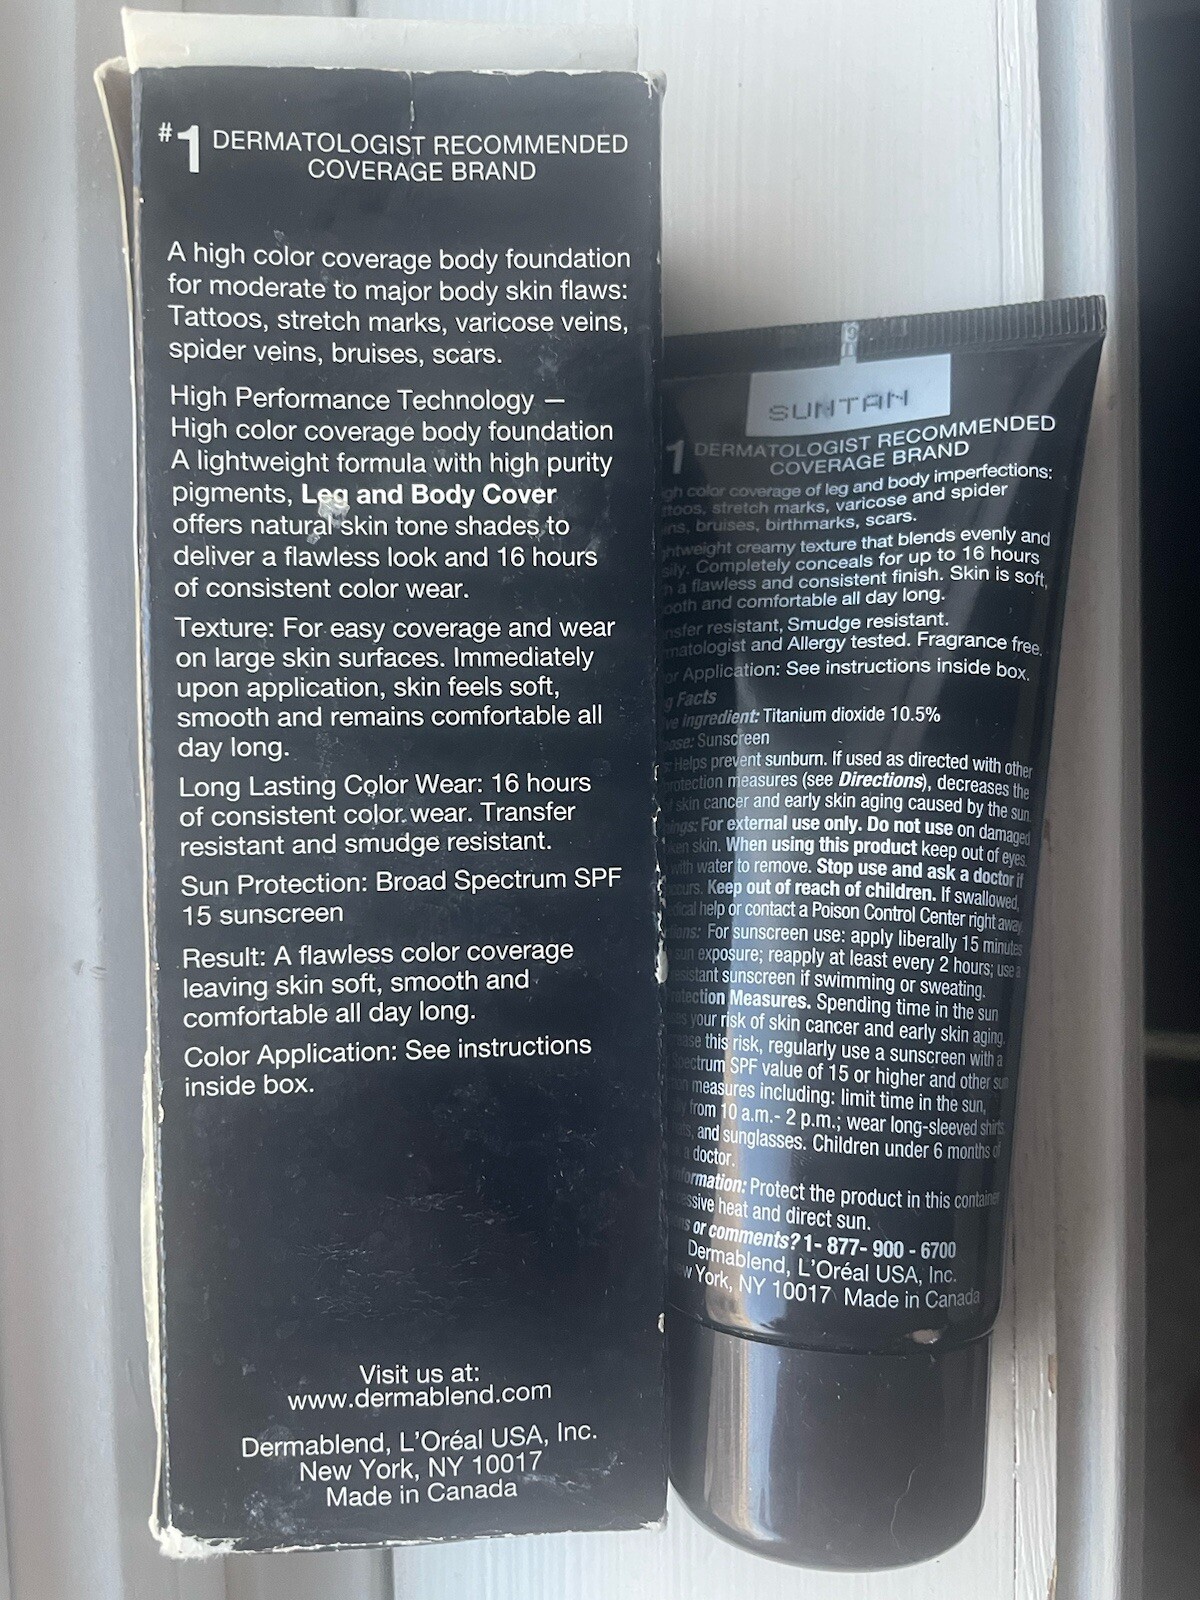 #1 DERMATOLOGIST RECOMMENDED
COVERAGE BRAND
A high color coverage body foundation
for moderate to major body skin flaws:
Tattoos, stretch marks, varicose veins,
spider veins, bruises, scars.
High Performance Technology —
High color coverage body foundation
A lightweight formula with high purity
pigments, Leg and Body Cover
offers natural skin tone shades to
deliver a flawless look and 16 hours
of consistent color wear.
Texture: For easy coverage and wear
on large skin surfaces. Immediately
upon application, skin feels soft,
smooth and remains comfortable all
day long.
Long Lasting Color Wear: 16 hours
of consistent color wear. Transfer
resistant and smudge resistant.
Sun Protection: Broad Spectrum SPF
15 sunscreen
Result: A flawless color coverage
leaving skin soft, smooth and
comfortable all day long.
Color Application: See instructions
inside box.
Visit us at:
www.dermablend.com
Dermablend, L'Oréal USA, Inc.
New York, NY 10017
Made in Canada
SUNTAN
1 DERMATOLOGIST RECOMMENDED
COVERAGE BRAND
color coverage of leg and body imperfections:
stretch marks, varicose and spider
bruises, birthmarks, scars.
creamy texture that blends evenly and
Completely conceals for up to 16 hours
a flawless and consistent finish. Skin is soft,
and comfortable all day long.
resistant, Smudge resistant.
and Allergy tested. Fragrance free.
Application: See instructions inside box.
Facts
Ingredient: Titanium dioxide 10.5%
Sunscreen
Helps prevent sunburn. If used as directed with other
measures (see Directions), decreases the
skin cancer and early skin aging caused by the sun.
For external use only. Do not use on damaged
skin. When using this product keep out of eyes.
with water to remove. Stop use and ask a doctor if
Keep out of reach of children. If swallowed,
help or contact a Poison Control Center right away.
For sunscreen use: apply liberally 15 minutes
sun exposure; reapply at least every 2 hours; use a
sunscreen if swimming or sweating.
Measures. Spending time in the sun
your risk of skin cancer and early skin aging.
this risk, regularly use a sunscreen with a
SPF value of 15 or higher and other sun
measures including: limit time in the sun,
from 10 a.m.- 2 p.m.; wear long-sleeved shirts,
and sunglasses. Children under 6 months of
a doctor.
Protect the product in this container
heat and direct sun.
or comments? 1- 877- 900 - 6700
Dermablend, L'Oréal USA, Inc.
York, NY 10017 Made in Canada